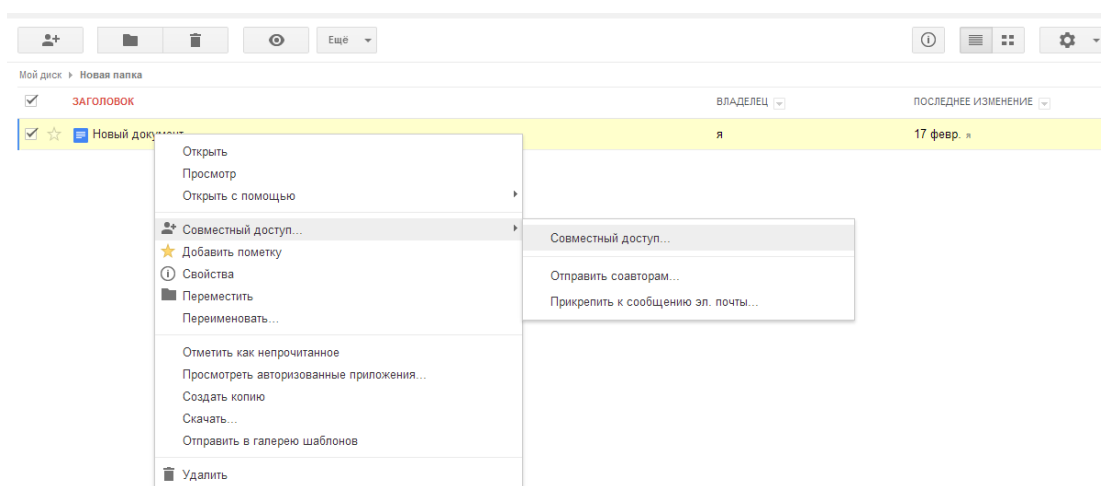 Ещё
Мой диск Новая папка
ЗАГОЛОВОК ВЛАДЕЛЕЦ ПОСЛЕДНЕЕ ИЗМЕНЕНИЕ
Новый документ я 17 февр. я
Открыть
Просмотр
Открыть с помощью
Совместный доступ...
Добавить пометку
Свойства
Переместить
Переименовать...
Отметить как непрочитанное
Просмотреть авторизованные приложения...
Создать копию
Скачать...
Отправить в галерею шаблонов
Удалить
Совместный доступ...
Отправить соавторам...
Прикрепить к сообщению эл. почты...